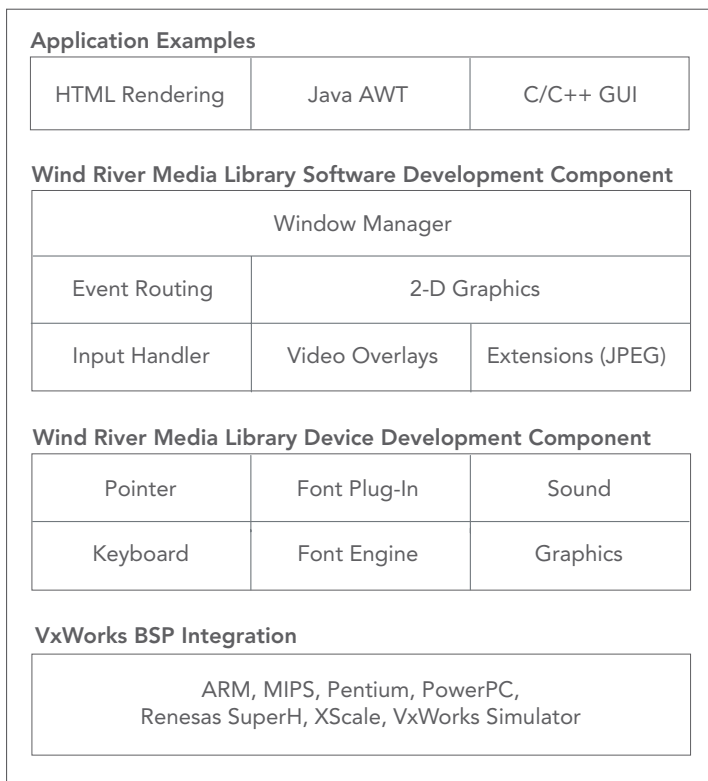 Application Examples
HTML Rendering
Java AWT
C/C++ GUI
Wind River Media Library Software Development Component
Window Manager
Event Routing
2-D Graphics
Input Handler
Video Overlays
Extensions (JPEG)
Wind River Media Library Device Development Component
Pointer
Font Plug-In
Sound
Keyboard
Font Engine
Graphics
VxWorks BSP Integration
ARM, MIPS, Pentium, PowerPC,
Renesas SuperH, XScale, VxWorks Simulator